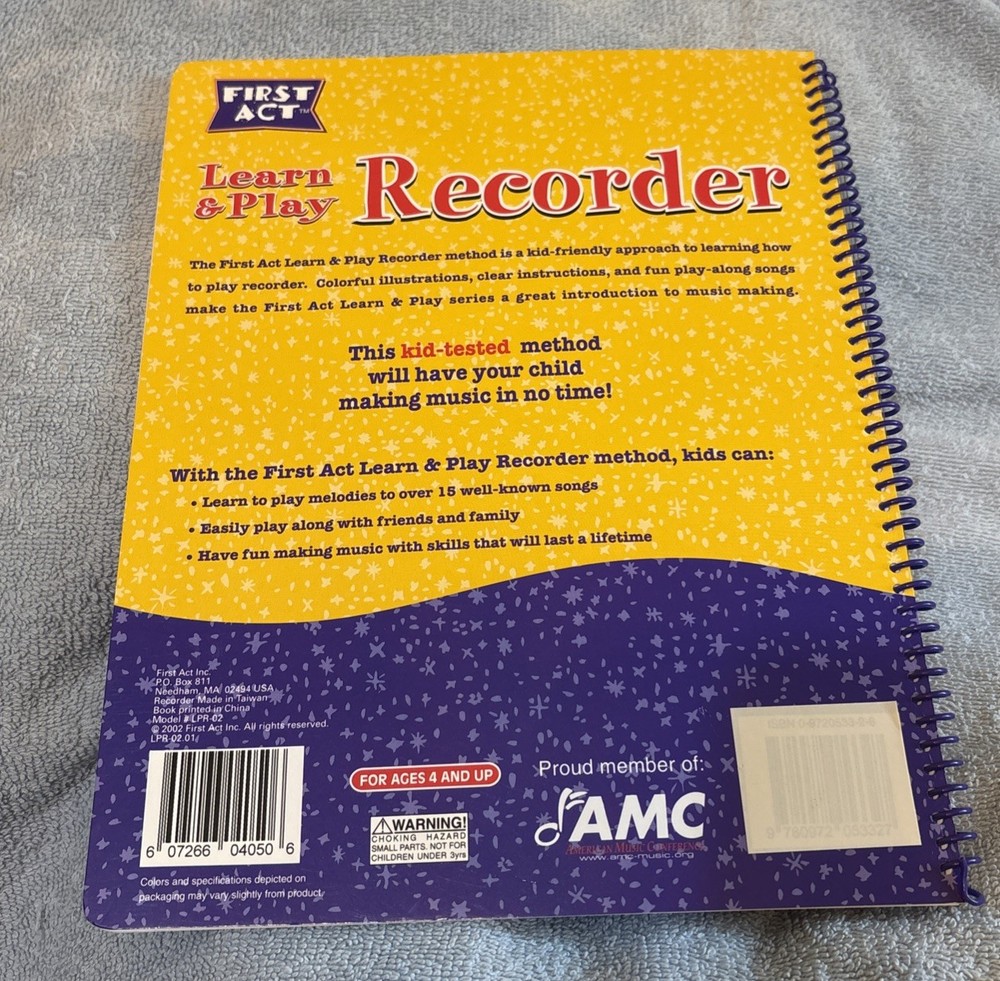 FIRST
ACT™
Learn
& Play
Recorder
The First Act Learn & Play Recorder method is a kid-friendly approach to learning how
to play recorder. Colorful illustrations, clear instructions, and fun play-along songs
make the First Act Learn & Play series a great introduction to music making.
This kid-tested method
will have your child
making music in no time!
With the First Act Learn & Play Recorder method, kids can:
• Learn to play melodies to over 15 well-known songs
• Easily play along with friends and family
• Have fun making music with skills that will last a lifetime
First Act Inc.
P.O. Box 811
Needham, MA 02494 USA
Recorder Made in Taiwan
Book printed in China
Model # LPR-02
© 2002 First Act Inc. All rights reserved.
LPR-02.01
6 07266 04050 6
Colors and specifications depicted on
packaging may vary slightly from product.
FOR AGES 4 AND UP
WARNING!
CHOKING HAZARD
SMALL PARTS. NOT FOR
CHILDREN UNDER 3yrs
Proud member of:
AMC
AMERICAN MUSIC CONFERENCE
www.amc-music.org
ISBN